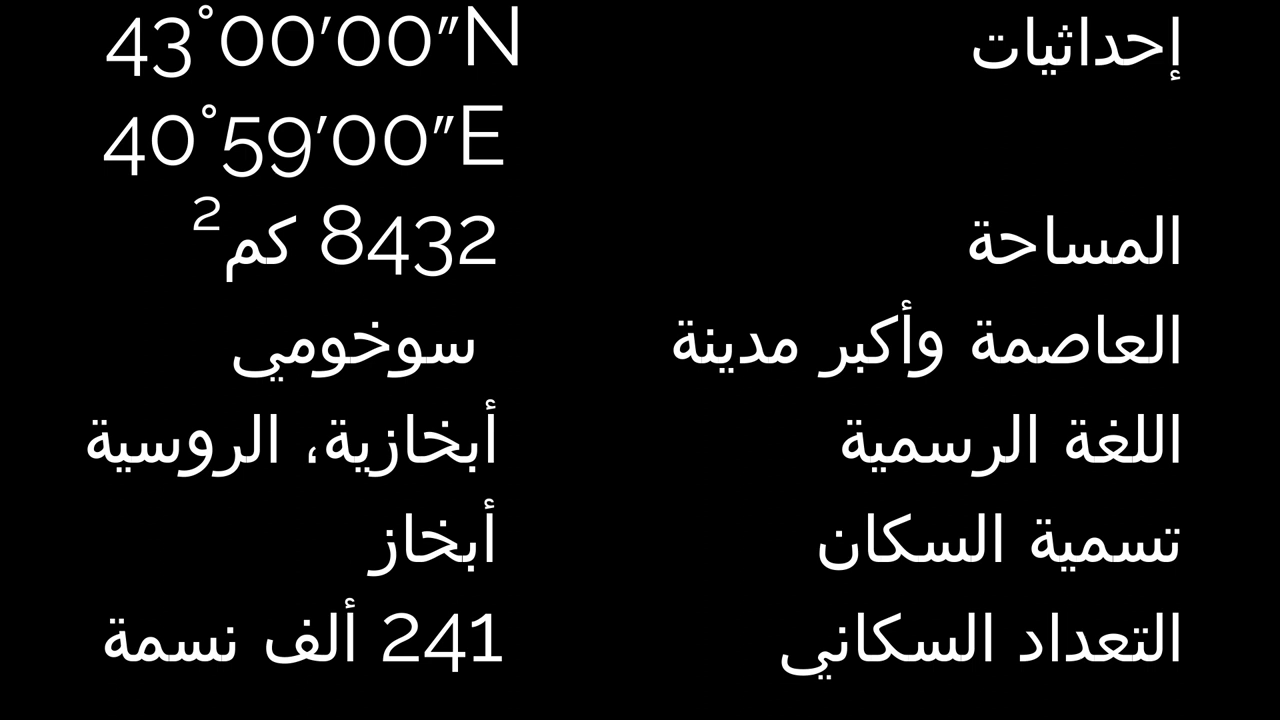 إحداثيات 43°00′00″N
40°59′00″E
المساحة 8432 كم2
العاصمة وأكبر مدينة سوخومي
اللغة الرسمية أبخازية، الروسية
تسمية السكان أبخاز
التعداد السكاني 241 ألف نسمة